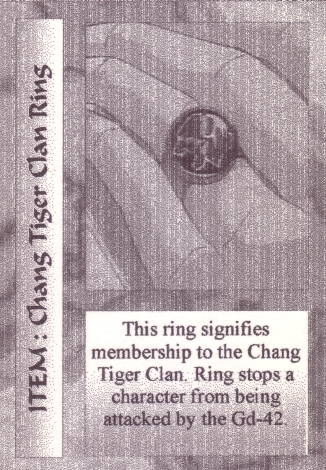 ITEM: Chang Tiger Clan Ring
This ring signifies
membership to the Chang
Tiger Clan. Ring stops a
character from being
attacked by the Gd-42.